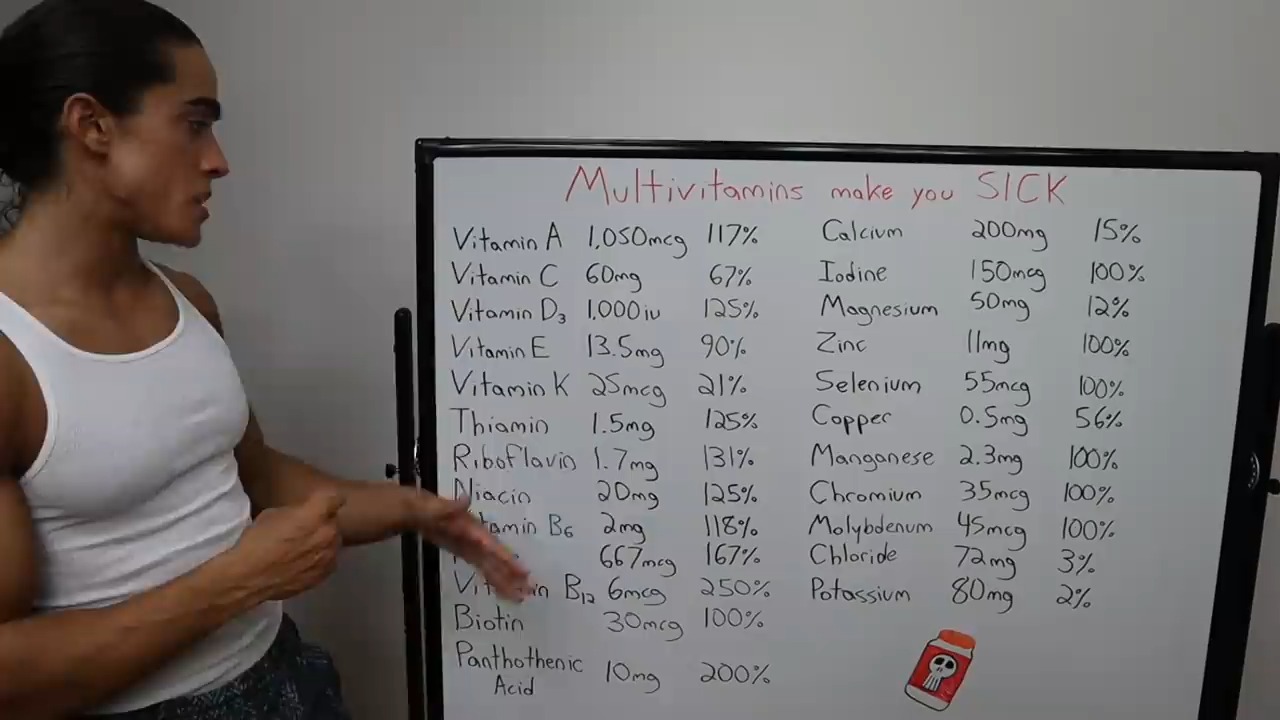 Multivitamins make you SICK
Vitamin A 1,050mcg 117%
Vitamin C 60mg 67%
Vitamin D3 1,000iu 125%
Vitamin E 13.5mg 90%
Vitamin K 25mcg 21%
Thiamin 1.5mg 125%
Riboflavin 1.7mg 131%
Niacin 20mg 125%
B6 2mg 118%
667mcg 167%
B12 6mcg 250%
Biotin 30mcg 100%
Panthothenic 10mg 200%
Acid
Calcium 200mg 15%
Iodine 150mcg 100%
Magnesium 50mg 12%
Zinc 11mg 100%
Selenium 55mcg 100%
Copper 0.5mg 56%
Manganese 2.3mg 100%
Chromium 35mcg 100%
Molybdenum 45mcg 100%
Chloride 72mg 3%
Potassium 80mg 2%